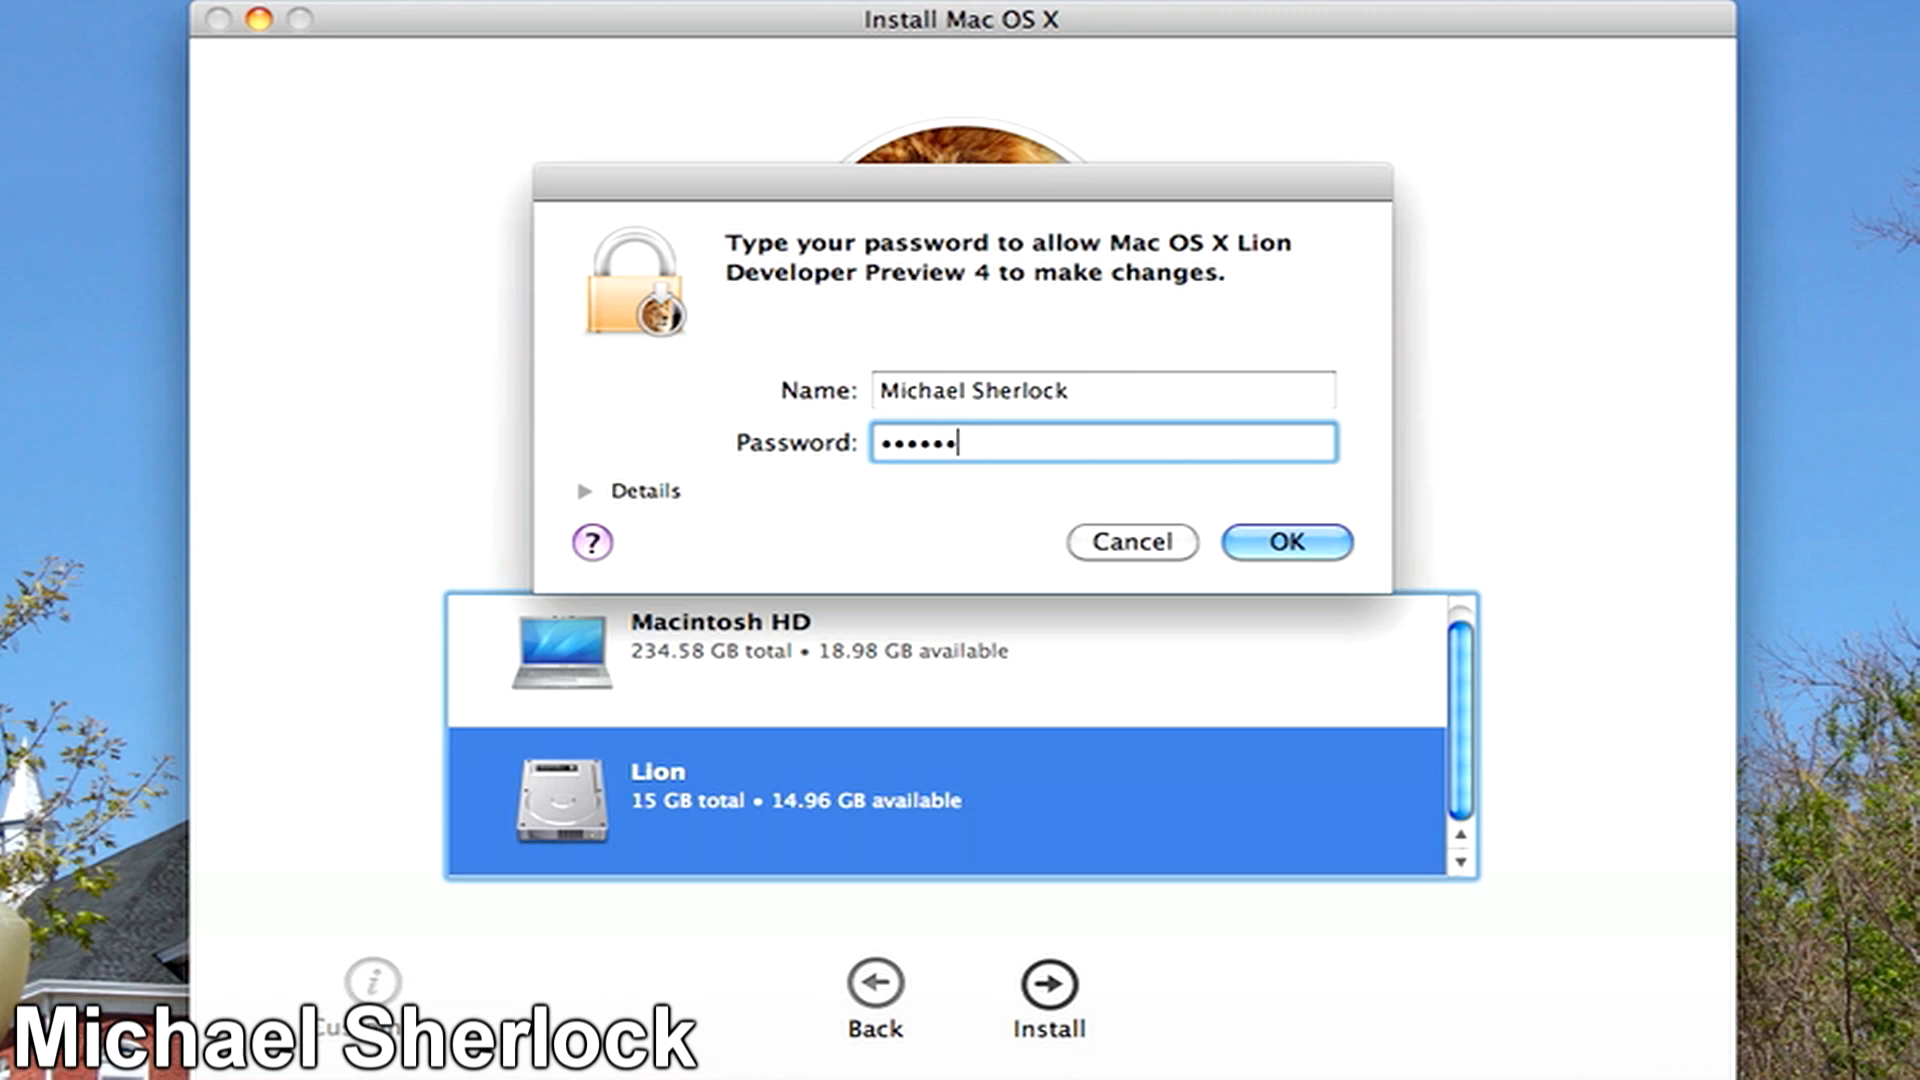 Install Mac OS X
Type your password to allow Mac OS X Lion
Developer Preview 4 to make changes.
Name: Michael Sherlock
Password: ••••••
Details
?
Cancel
OK
Macintosh HD
234.58 GB total • 18.98 GB available
Lion
15 GB total • 14.96 GB available
Back
Install
Michael Sherlock